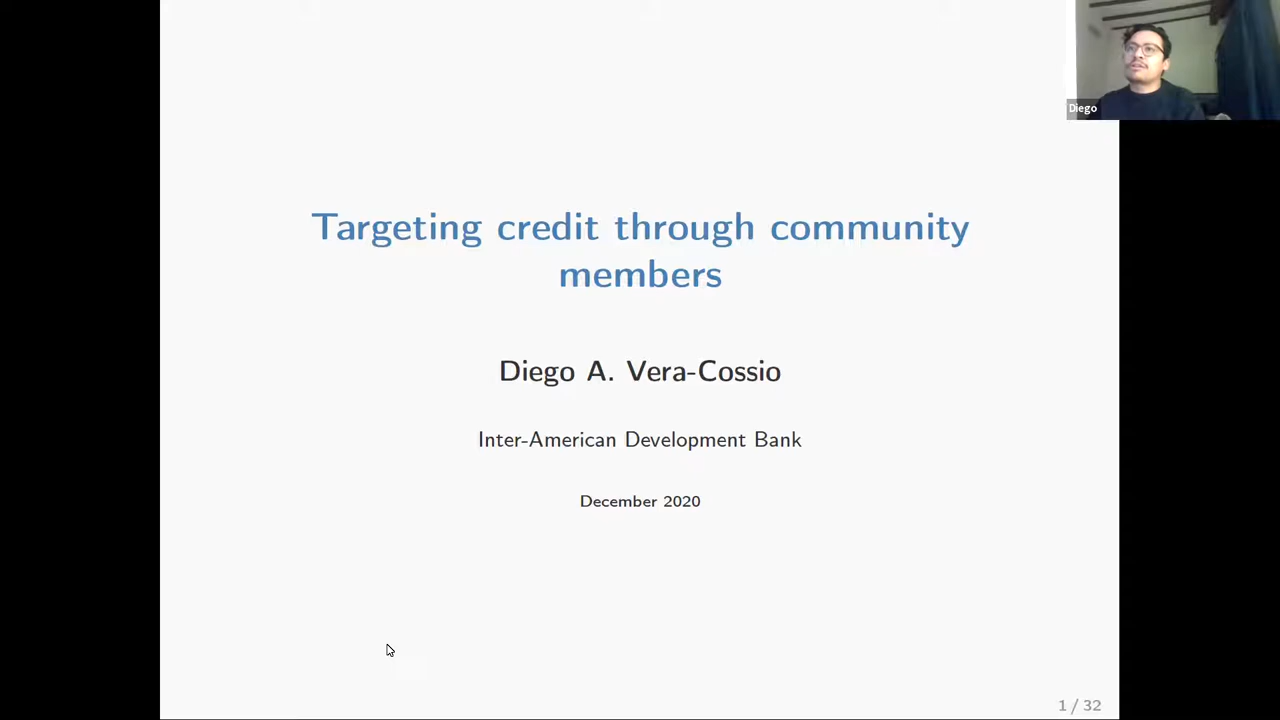 Diego
Targeting credit through community
members
Diego A. Vera-Cossio
Inter-American Development Bank
December 2020
1 / 32